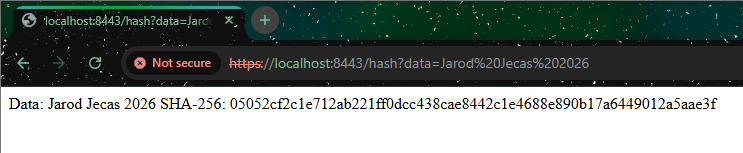 localhost:8443/hash?data=Jaro
Not secure
https://localhost:8443/hash?data=Jarod%20Jecas%202026
Data: Jarod Jecas 2026 SHA-256: 05052cf2c1e712ab221ff0dcc438cae8442c1e4688e890b17a6449012a5aae3f